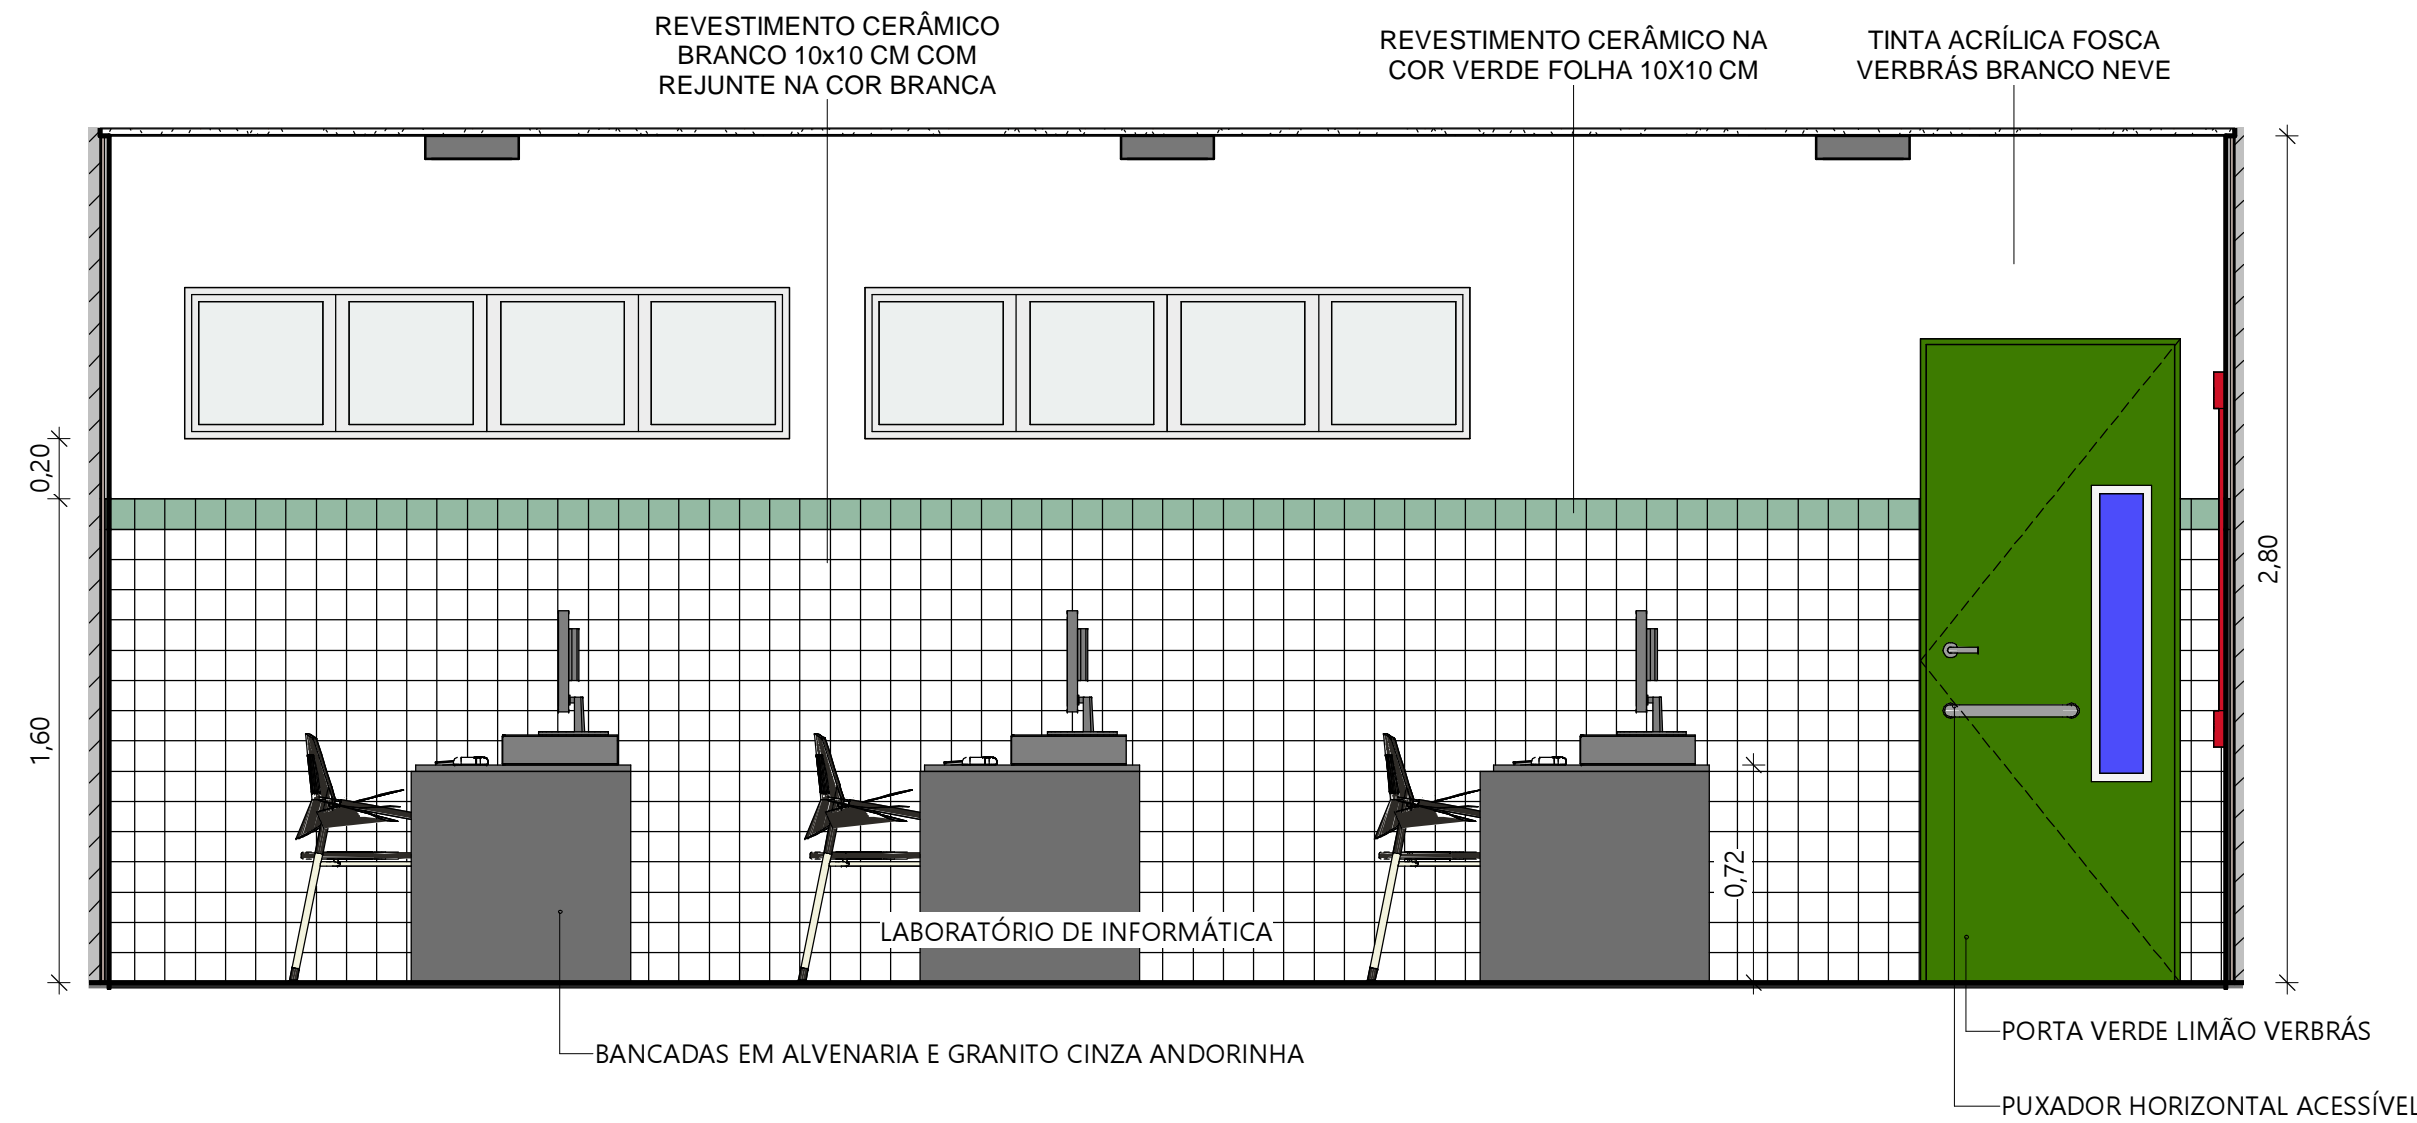 REVESTIMENTO CERÂMICO
BRANCO 10x10 CM COM
REJUNTE NA COR BRANCA
REVESTIMENTO CERÂMICO NA
COR VERDE FOLHA 10X10 CM
TINTA ACRÍLICA FOSCA
VERBRÁS BRANCO NEVE
0,20
1,60
2,80
0,72
LABORATÓRIO DE INFORMÁTICA
BANCADAS EM ALVENARIA E GRANITO CINZA ANDORINHA
PORTA VERDE LIMÃO VERBRÁS
PUXADOR HORIZONTAL ACESSÍVEL